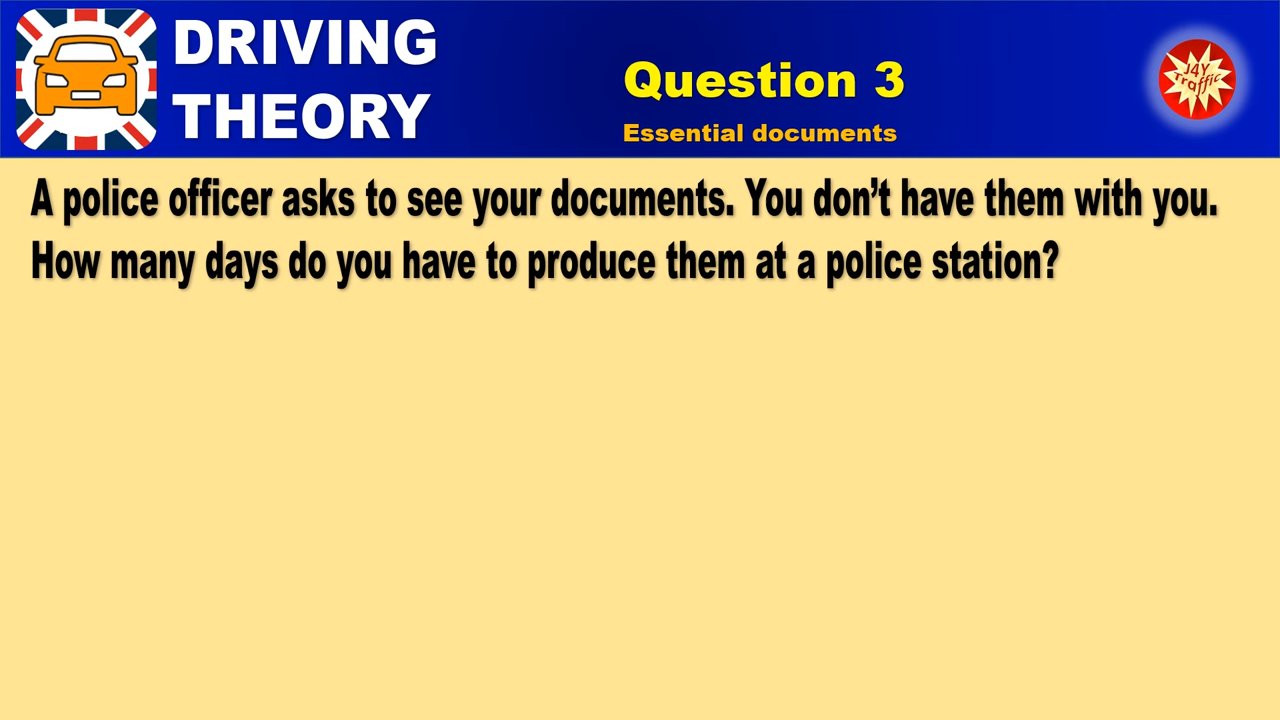 DRIVING
THEORY
Question 3
Essential documents
J4Y
Traffic
A police officer asks to see your documents. You don’t have them with you.
How many days do you have to produce them at a police station?